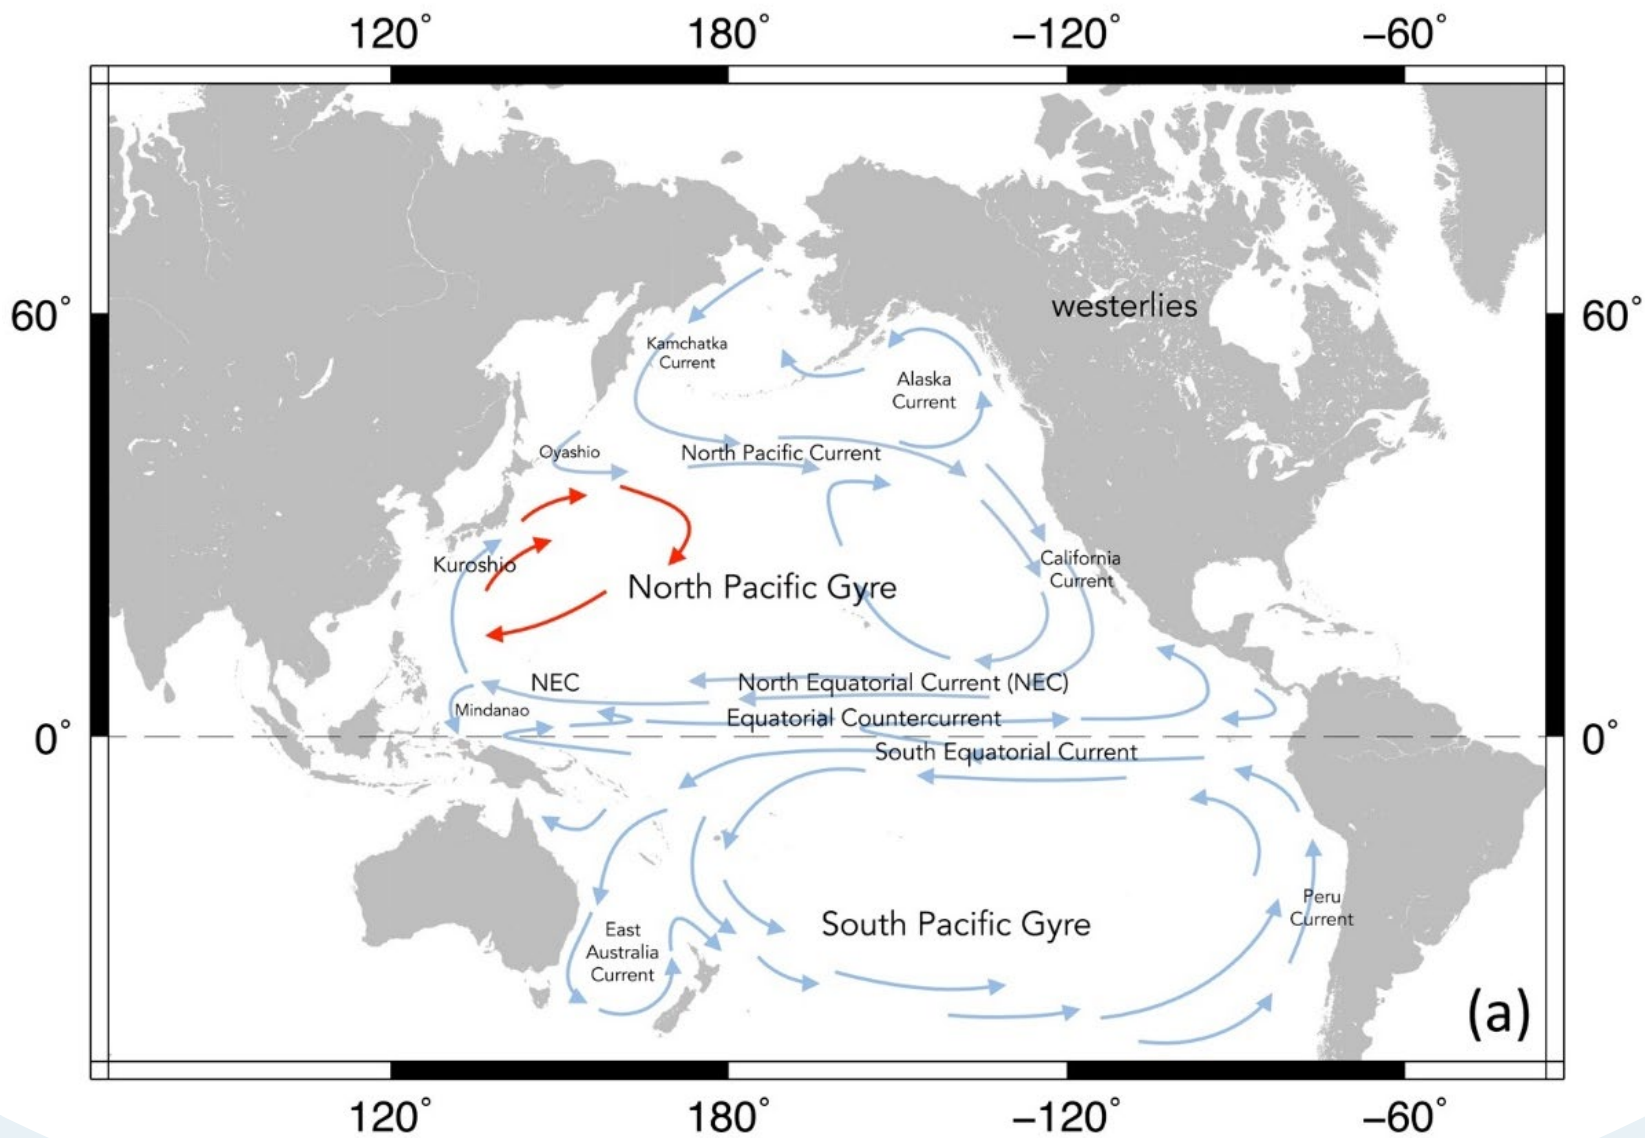 120°
180°
−120°
−60°
60°
westerlies
60°
Kamchatka
Current
Alaska
Current
Oyashio
North Pacific Current
Kuroshio
California
Current
North Pacific Gyre
NEC
North Equatorial Current (NEC)
Mindanao
Equatorial Countercurrent
0°
0°
South Equatorial Current
Peru
Current
South Pacific Gyre
East
Australia
Current
(a)
120°
180°
−120°
−60°